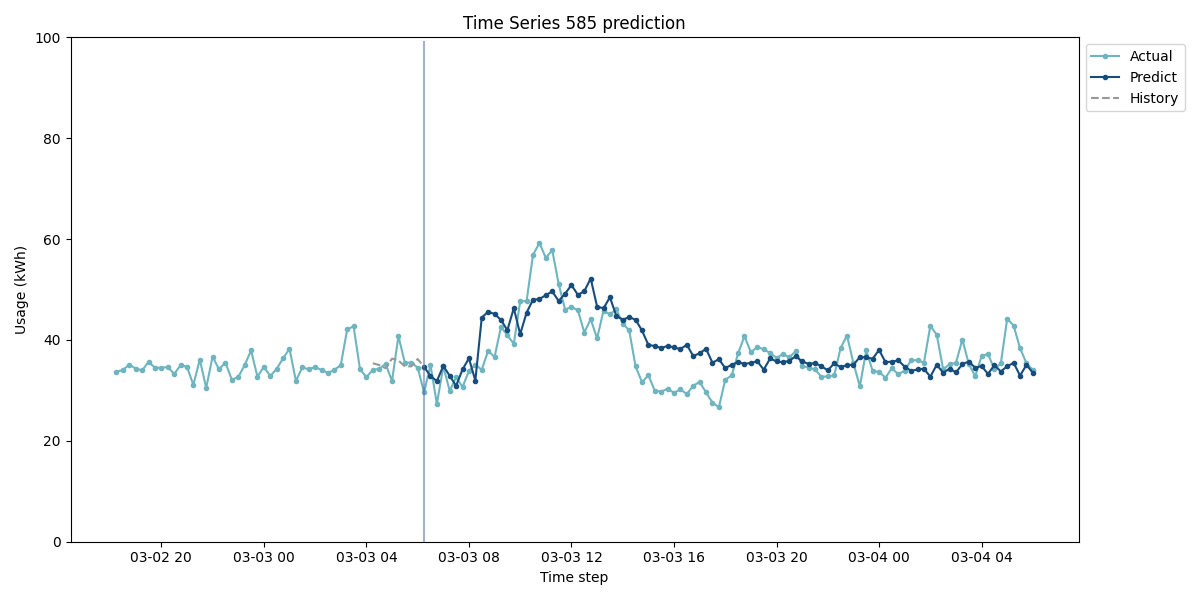 Time Series 585 prediction
100
80
60
40
20
0
Usage (kWh)
03-02 20 03-03 00 03-03 04 03-03 08 03-03 12 03-03 16 03-03 20 03-04 00 03-04 04
Time step
Actual
Predict
History